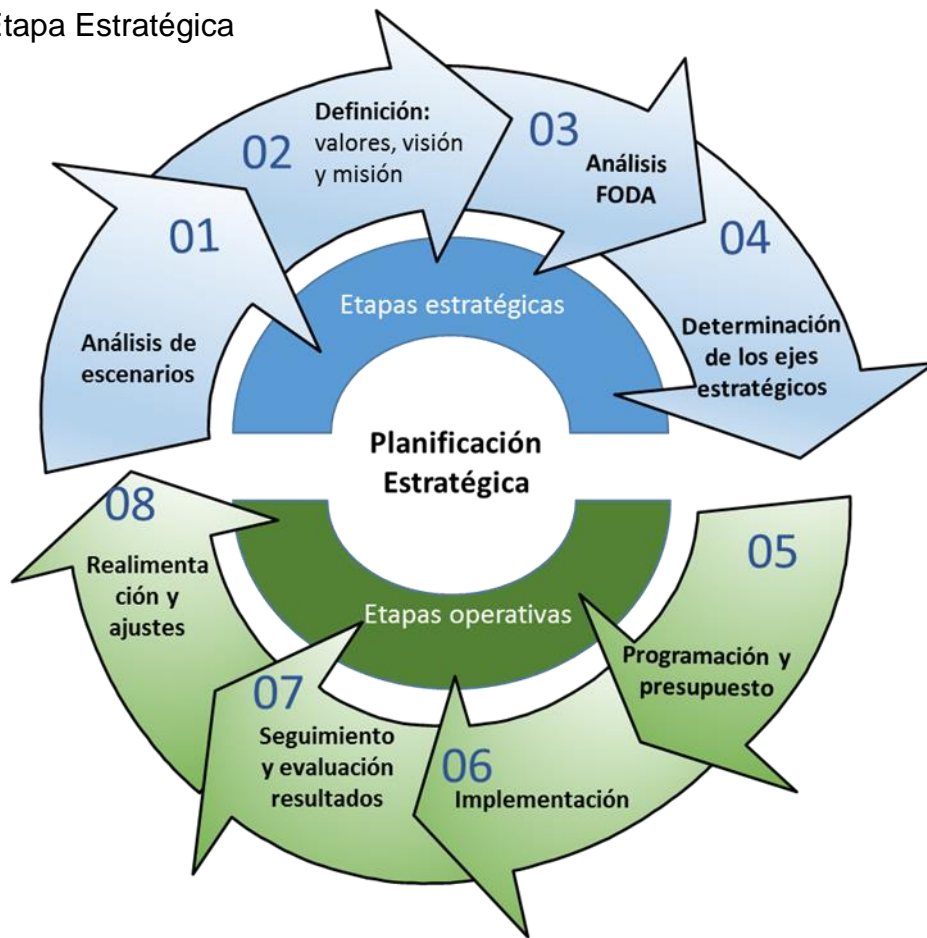 Etapa Estratégica
01
Análisis de
escenarios
02
Definición:
valores, visión
y misión
03
Análisis
FODA
04
Determinación
de los ejes
estratégicos
Etapas estratégicas
Planificación
Estratégica
Etapas operativas
05
Programación y
presupuesto
06
Implementación
07
Seguimiento
y evaluación
resultados
08
Realimenta
ción y
ajustes